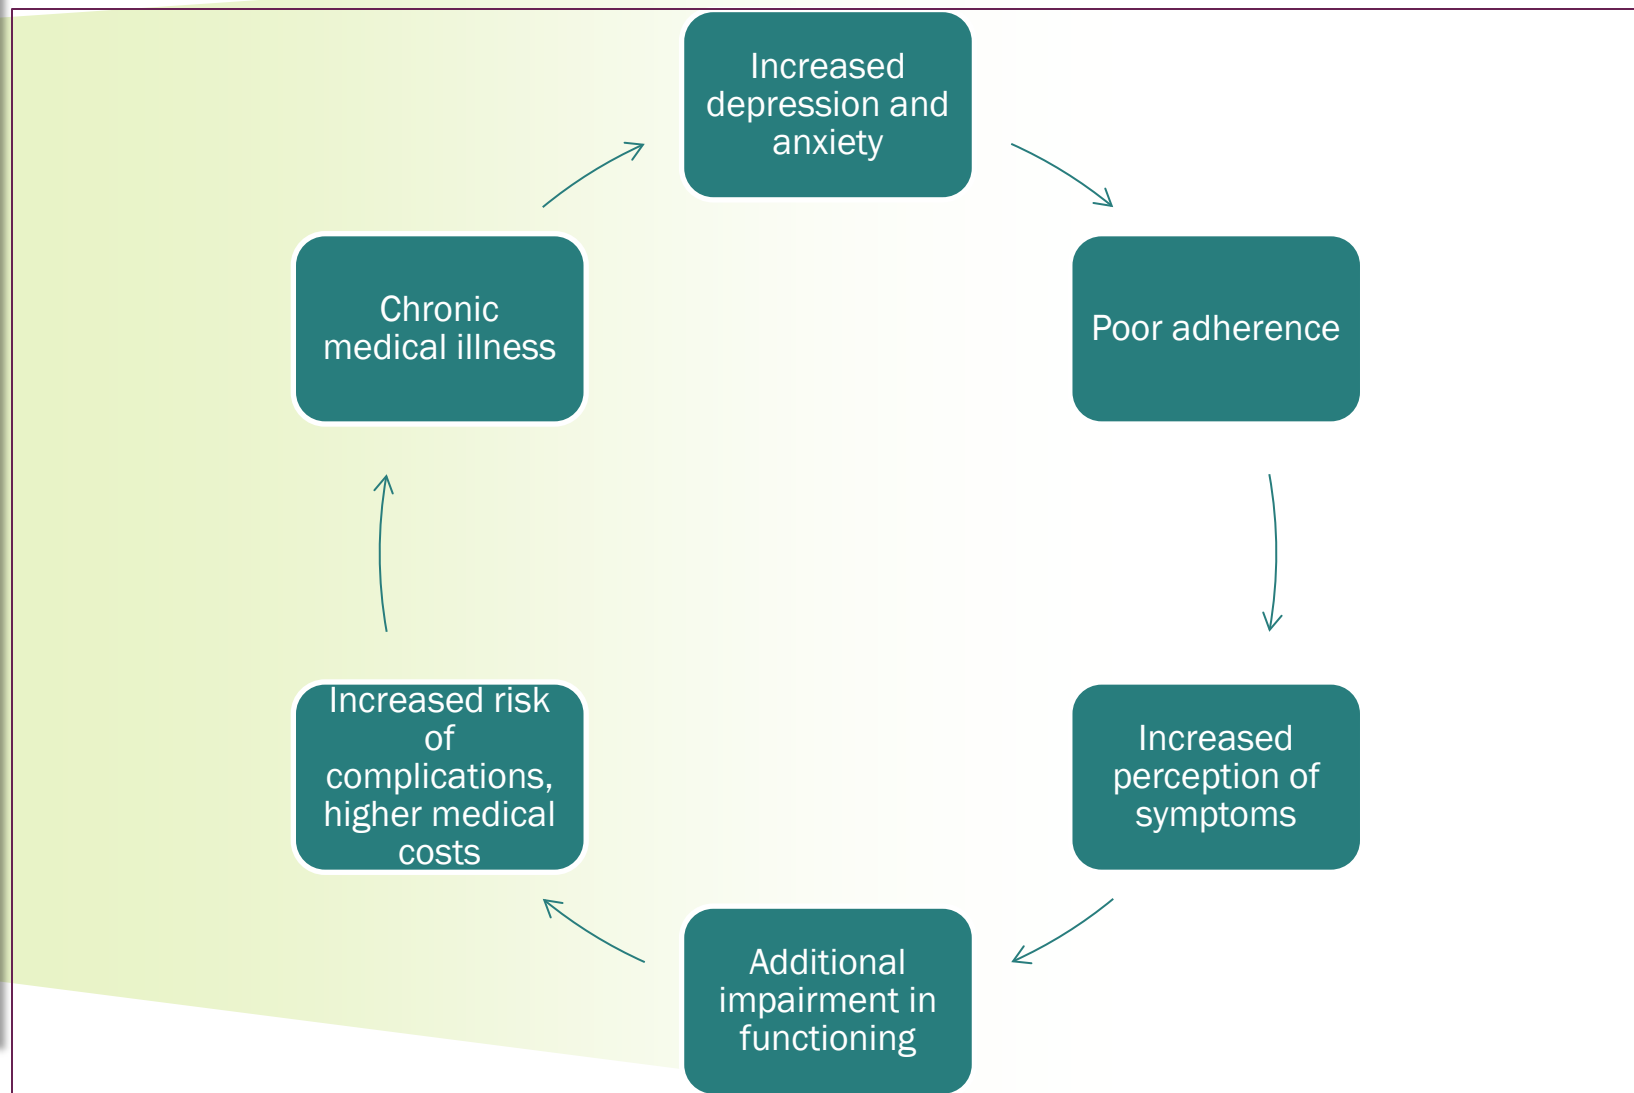 Increased
depression and
anxiety
Poor adherence
Increased
perception of
symptoms
Additional
impairment in
functioning
Increased risk
of
complications,
higher medical
costs
Chronic
medical illness